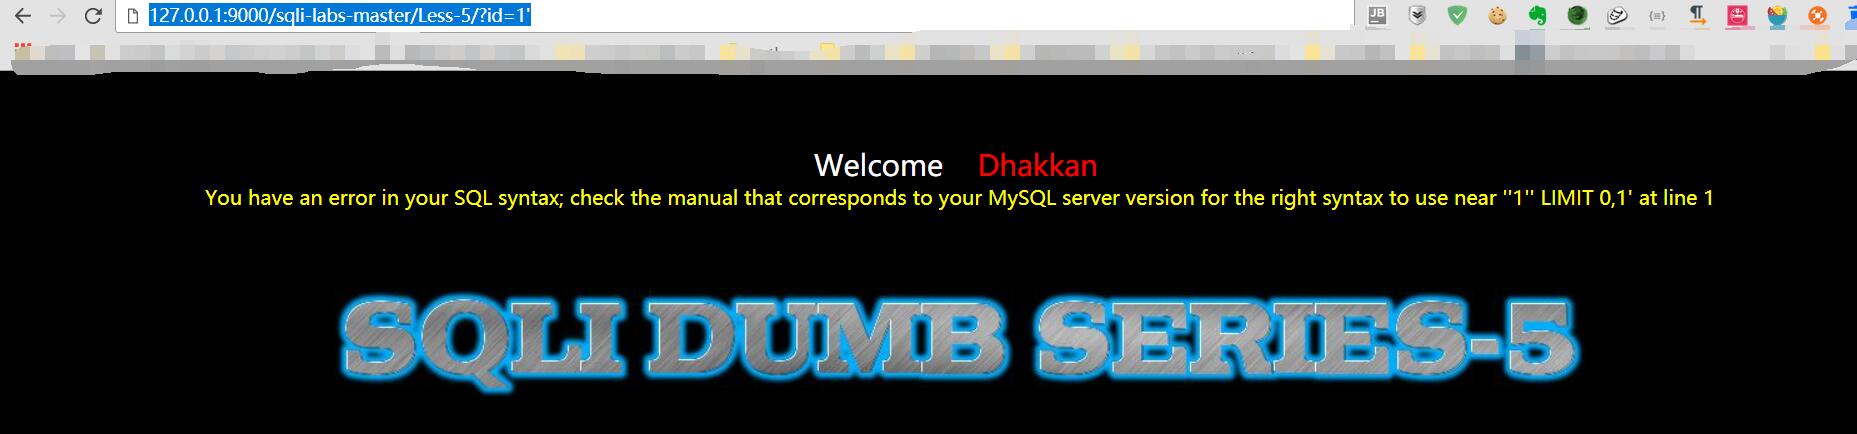 127.0.0.1:9000/sqli-labs-master/Less-5/?id=1'
JB
Welcome Dhakkan
You have an error in your SQL syntax; check the manual that corresponds to your MySQL server version for the right syntax to use near ''1'' LIMIT 0,1' at line 1
SQLI DUMB SERIES-5